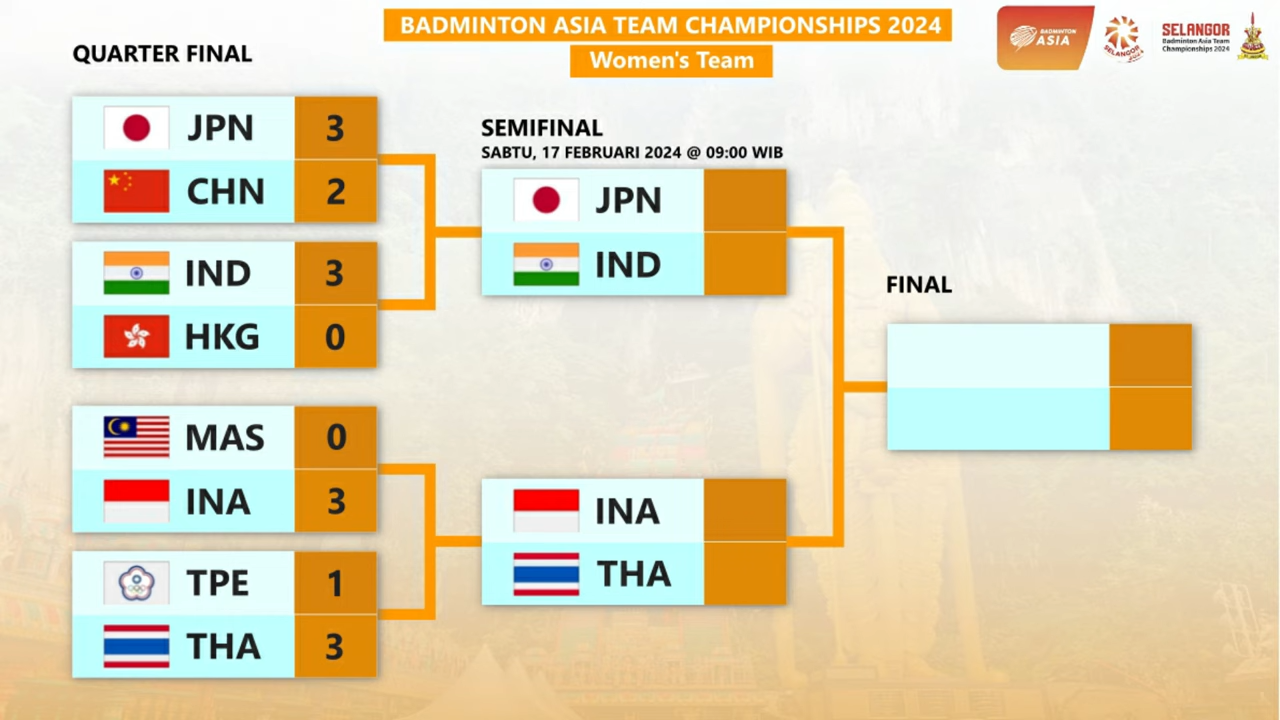 BADMINTON ASIA TEAM CHAMPIONSHIPS 2024
Women's Team
BADMINTON
ASIA
SELANGOR
SELANGOR
Badminton Asia Team
Championships 2024
QUARTER FINAL
JPN 3
CHN 2
IND 3
HKG 0
MAS 0
INA 3
TPE 1
THA 3
SEMIFINAL
SABTU, 17 FEBRUARI 2024 @ 09:00 WIB
JPN
IND
INA
THA
FINAL